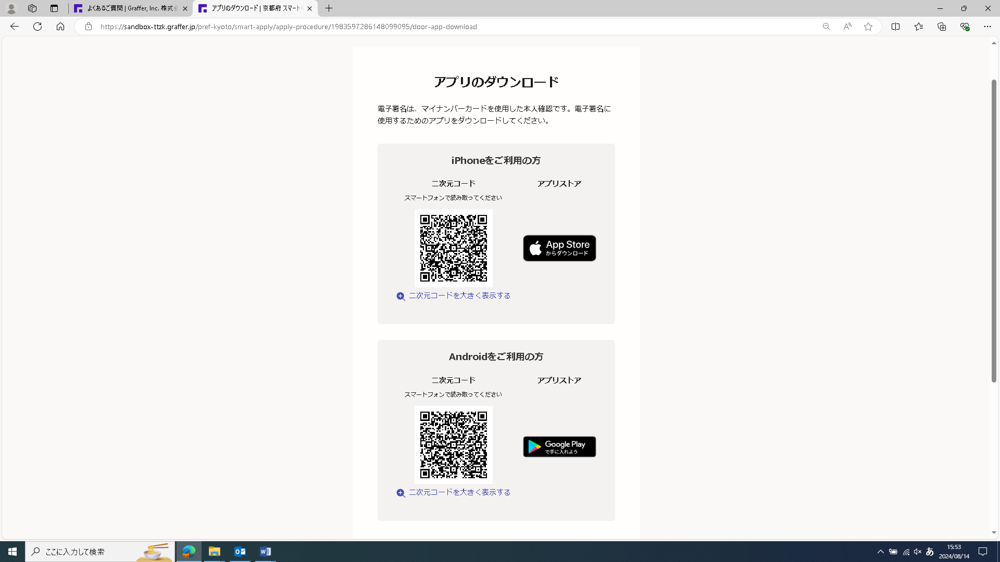 よくあるご質問 | Graffer, Inc. 株式会
アプリのダウンロード | 京都府 スマート
https://sandbox-ttzk.graffer.jp/pref-kyoto/smart-apply/apply-procedure/1983597286148099095/door-app-download
アプリのダウンロード
電子署名は、マイナンバーカードを使用した本人確認です。電子署名に
使用するためのアプリをダウンロードしてください。
iPhoneをご利用の方
二次元コード
アプリストア
スマートフォンで読み取ってください
App Store
からダウンロード
二次元コードを大きく表示する
Androidをご利用の方
二次元コード
アプリストア
スマートフォンで読み取ってください
Google Play
で手に入れよう
二次元コードを大きく表示する
ここに入力して検索
あ
15:53
2024/08/14